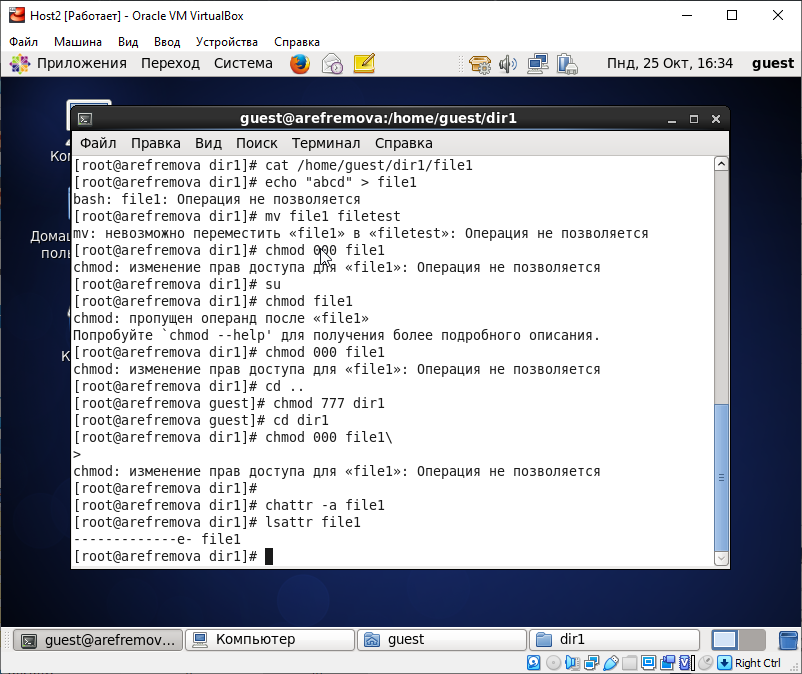 Host2 [Работает] - Oracle VM VirtualBox
Файл Машина Вид Ввод Устройства Справка
Приложения Переход Система Пнд, 25 Окт, 16:34 guest
guest@arefremova:/home/guest/dir1
Файл Правка Вид Поиск Терминал Справка
[root@arefremova dir1]# cat /home/guest/dir1/file1
[root@arefremova dir1]# echo "abcd" > file1
bash: file1: Операция не позволяется
[root@arefremova dir1]# mv file1 filetest
mv: невозможно переместить «file1» в «filetest»: Операция не позволяется
[root@arefremova dir1]# chmod 000 file1
chmod: изменение прав доступа для «file1»: Операция не позволяется
[root@arefremova dir1]# su
[root@arefremova dir1]# chmod file1
chmod: пропущен операнд после «file1»
Попробуйте `chmod --help' для получения более подробного описания.
[root@arefremova dir1]# chmod 000 file1
chmod: изменение прав доступа для «file1»: Операция не позволяется
[root@arefremova dir1]# cd ..
[root@arefremova guest]# chmod 777 dir1
[root@arefremova guest]# cd dir1
[root@arefremova dir1]# chmod 000 file1\
>
chmod: изменение прав доступа для «file1»: Операция не позволяется
[root@arefremova dir1]#
[root@arefremova dir1]# chattr -a file1
[root@arefremova dir1]# lsattr file1
-------------e- file1
[root@arefremova dir1]#
guest@arefremov... Компьютер guest dir1
Right Ctrl